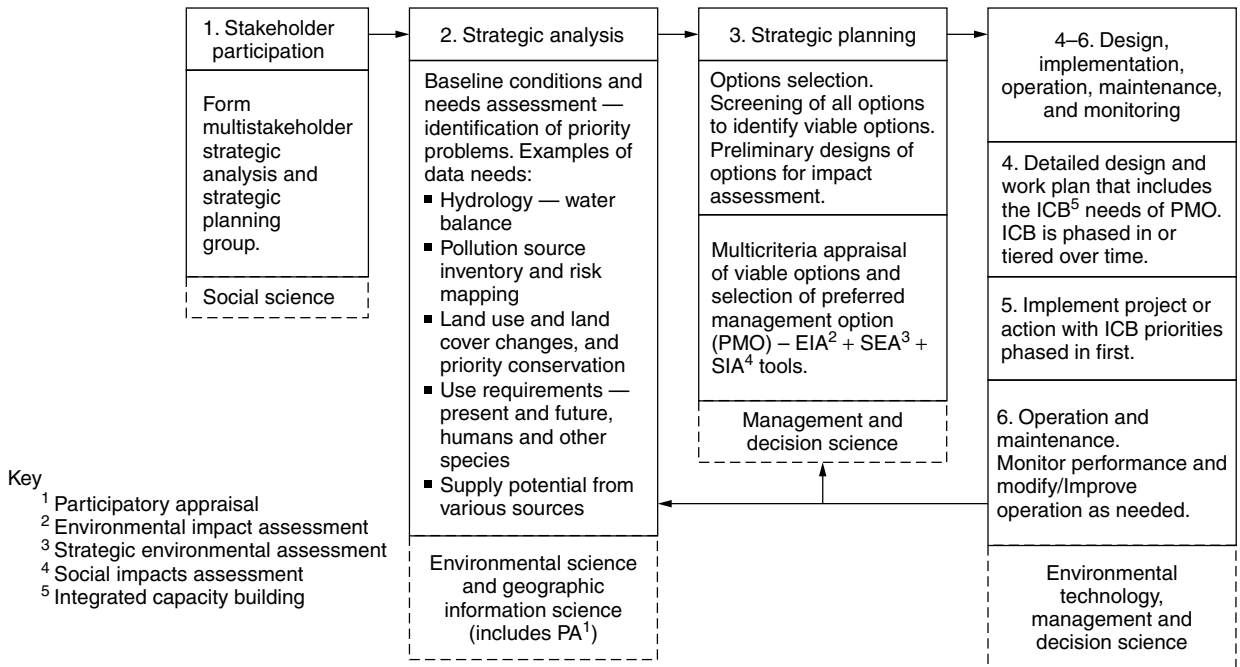 1. Stakeholder
participation
Form
multistakeholder
strategic
analysis and
strategic
planning
group.
Social science
2. Strategic analysis
Baseline conditions and
needs assessment —
identification of priority
problems. Examples of
data needs:
▪ Hydrology — water
balance
▪ Pollution source
inventory and risk
mapping
▪ Land use and land
cover changes, and
priority conservation
▪ Use requirements —
present and future,
humans and other
species
▪ Supply potential from
various sources
Environmental science
and geographic
information science
(includes PA¹)
3. Strategic planning
Options selection.
Screening of all options
to identify viable options.
Preliminary designs of
options for impact
assessment.
Multicriteria appraisal
of viable options and
selection of preferred
management option
(PMO) – EIA² + SEA³ +
SIA⁴ tools.
Management and
decision science
4–6. Design,
implementation,
operation, maintenance,
and monitoring
4. Detailed design and
work plan that includes
the ICB⁵ needs of PMO.
ICB is phased in or
tiered over time.
5. Implement project or
action with ICB priorities
phased in first.
6. Operation and
maintenance.
Monitor performance and
modify/Improve
operation as needed.
Environmental
technology,
management and
decision science
Key
¹ Participatory appraisal
² Environmental impact assessment
³ Strategic environmental assessment
⁴ Social impacts assessment
⁵ Integrated capacity building